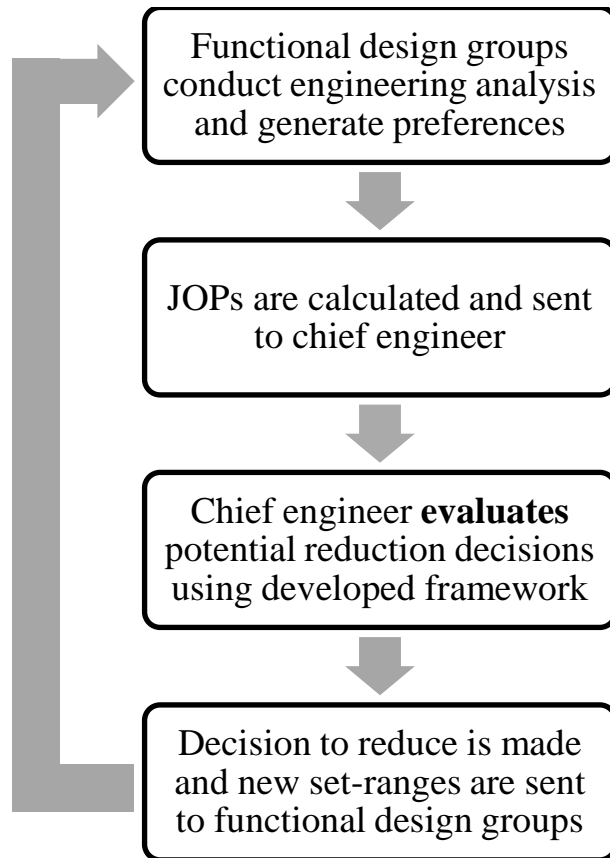 Functional design groups
conduct engineering analysis
and generate preferences
JOPs are calculated and sent
to chief engineer
Chief engineer evaluates
potential reduction decisions
using developed framework
Decision to reduce is made
and new set-ranges are sent
to functional design groups